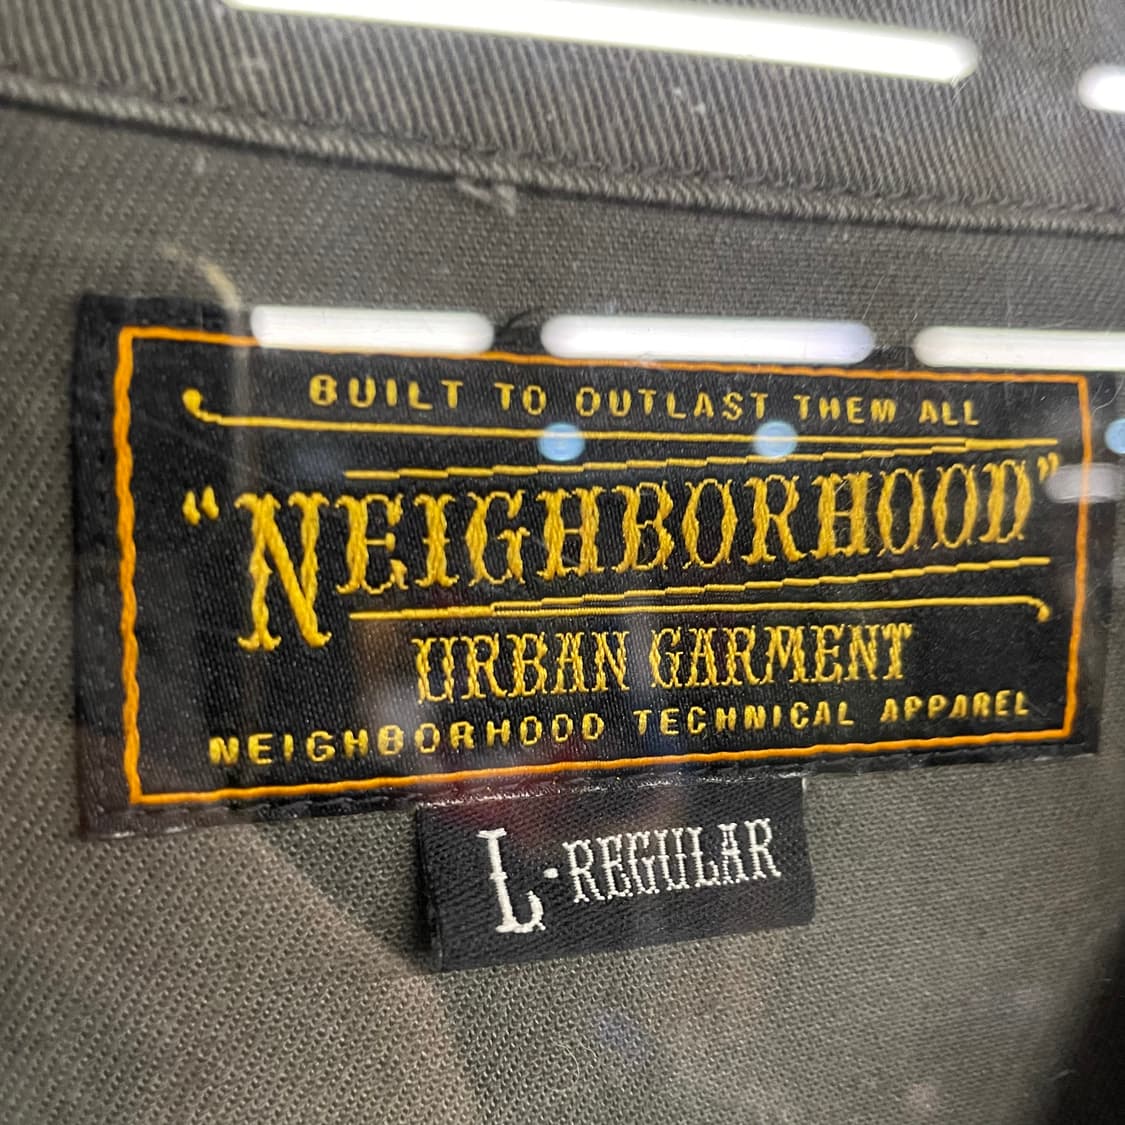 BUILT TO OUTLAST THEM ALL
"NEIGHBORHOOD"
URBAN GARMENT
NEIGHBORHOOD TECHNICAL APPAREL
L·REGULAR